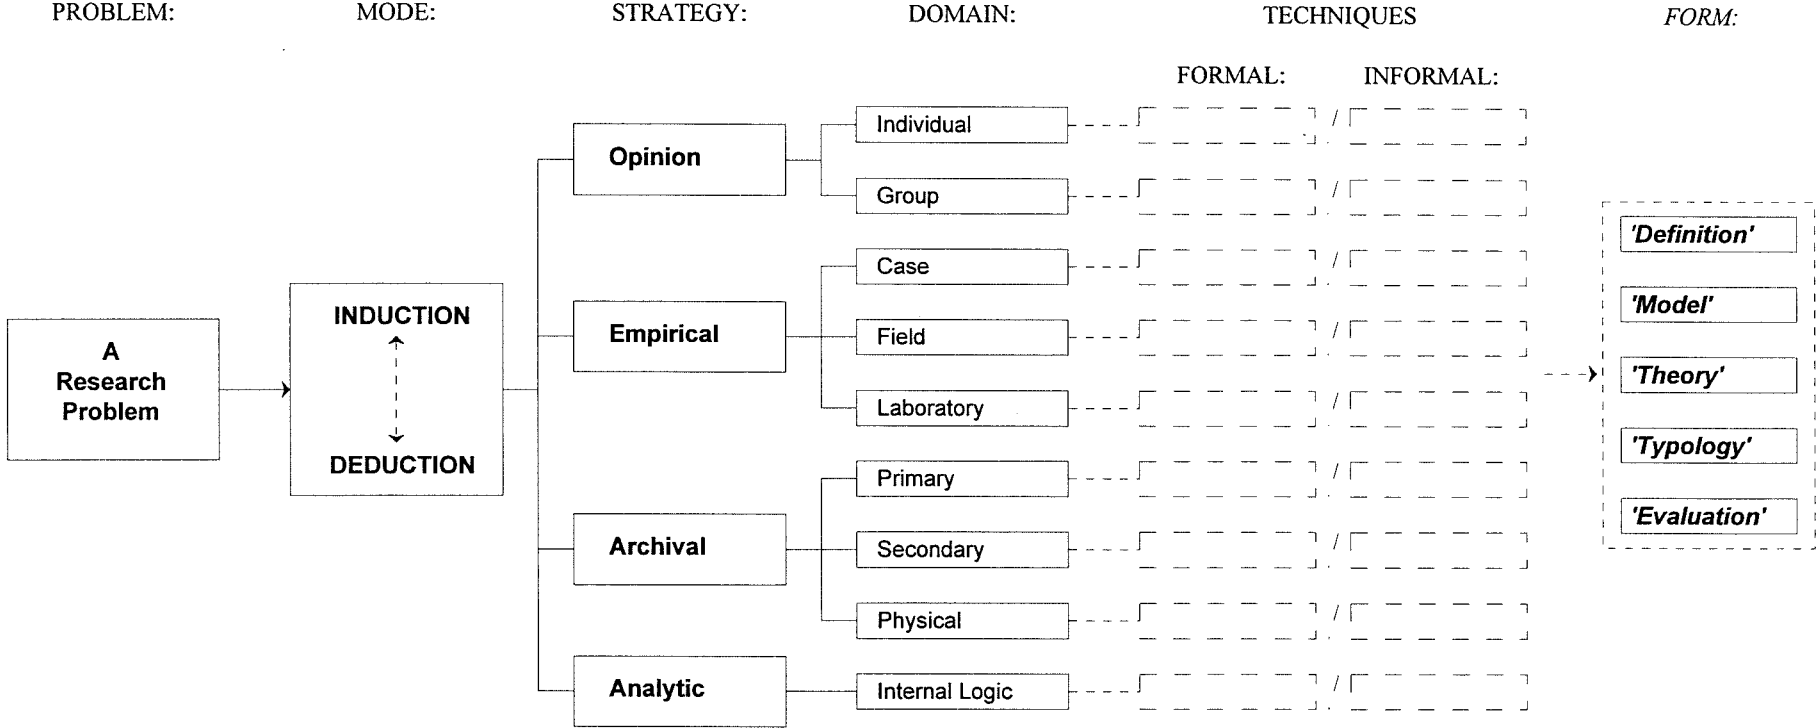 PROBLEM: MODE: STRATEGY: DOMAIN: TECHNIQUES FORM:
FORMAL: INFORMAL:
A
Research
Problem
INDUCTION
DEDUCTION
Opinion
Empirical
Archival
Analytic
Individual
/
Group
/
Case
/
Field
/
Laboratory
/
Primary
/
Secondary
/
Physical
/
Internal Logic
/
'Definition'
'Model'
'Theory'
'Typology'
'Evaluation'